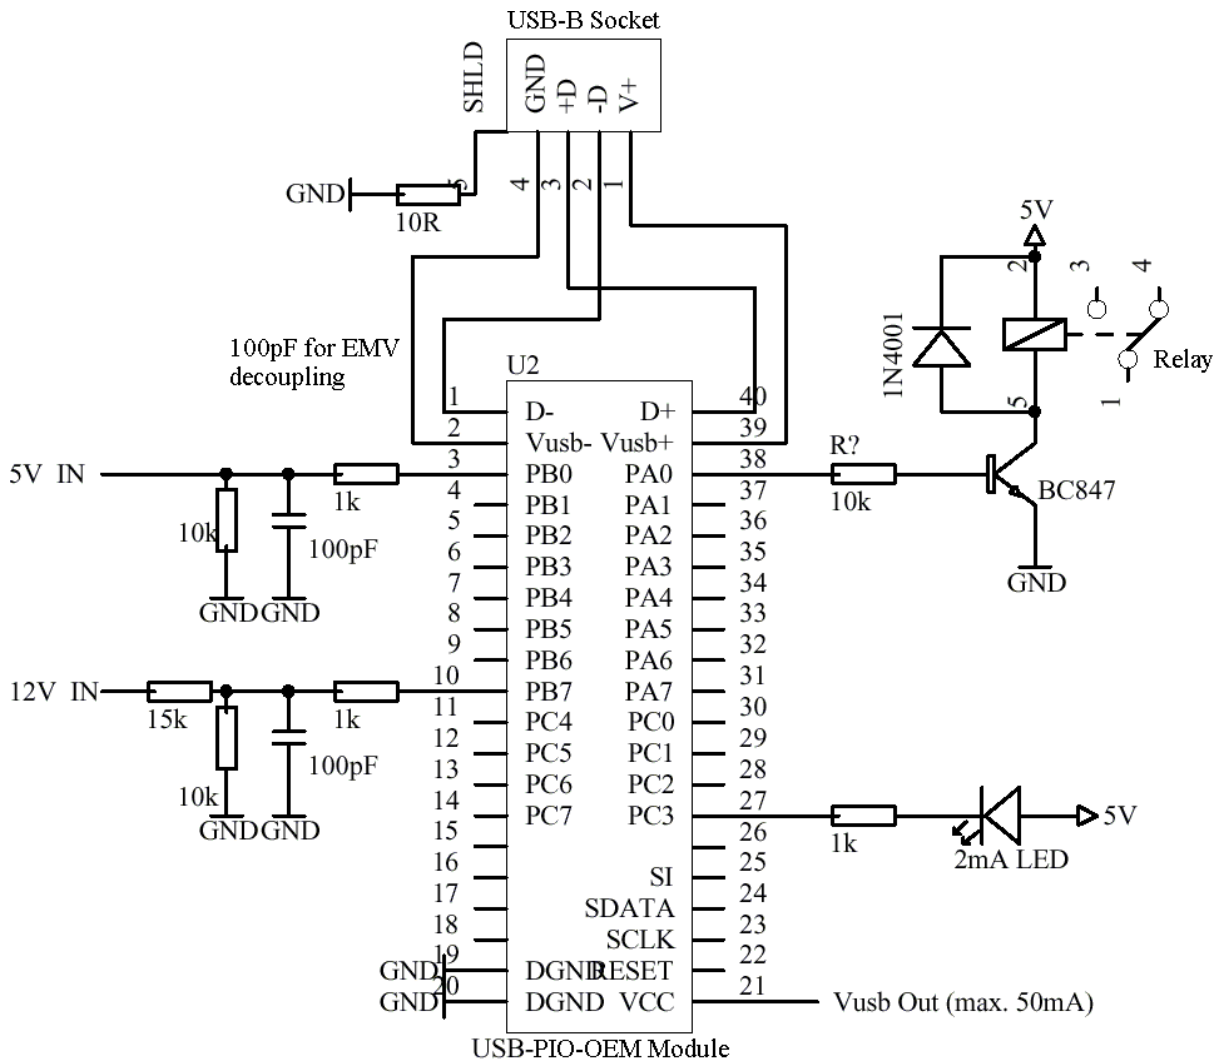 USB-B Socket
SHLD
GND
+D
-D
V+
5
4
3
2
1
GND
10R
100pF for EMV
decoupling
U2
5V
2
3
4
1N4001
Relay
5
1
1 D- D+ 40
2 Vusb- Vusb+ 39
5V IN 1k 3 PB0 PA0 38 R? 10k BC847
10k 100pF
GND GND
GND
4 PB1 PA1 37
5 PB2 PA2 36
6 PB3 PA3 35
7 PB4 PA4 34
8 PB5 PA5 33
9 PB6 PA6 32
12V IN 15k 1k 10 PB7 PA7 31
10k 100pF
GND GND
11 PC4 PC0 30
12 PC5 PC1 29
13 PC6 PC2 28
14 PC7 PC3 27 1k 2mA LED 5V
15 26
16 SI 25
17 SDATA 24
18 SCLK 23
GND 19 DGND RESET 22
GND 20 DGND VCC 21 Vusb Out (max. 50mA)
USB-PIO-OEM Module